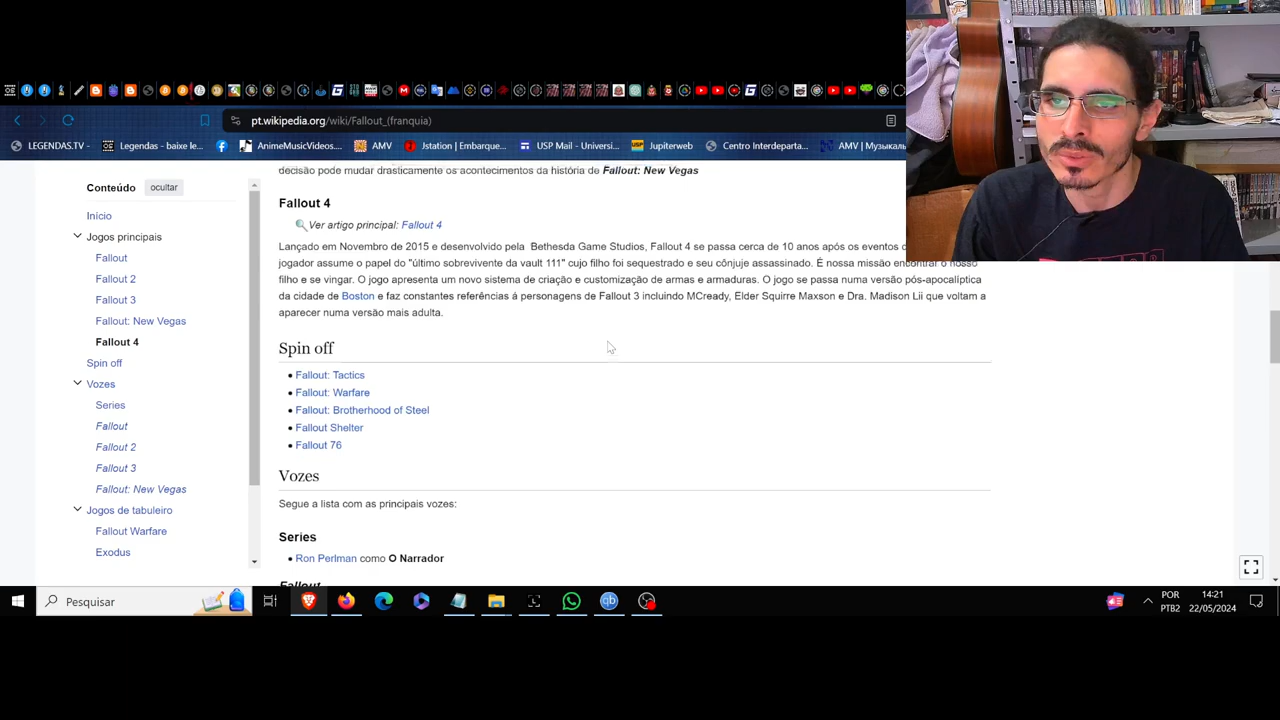 pt.wikipedia.org/wiki/Fallout_(franquia)
LEGENDAS.TV - Legendas - baixe le... AnimeMusicVideos... AMV Jstation | Embarque... USP Mail - Universi... Jupiterweb Centro Interdeparta... AMV | Музыкаль
decisão pode mudar drasticamente os acontecimentos da história de Fallout: New Vegas
Conteúdo ocultar
Início
Jogos principais
Fallout
Fallout 2
Fallout 3
Fallout: New Vegas
Fallout 4
Spin off
Vozes
Series
Fallout
Fallout 2
Fallout 3
Fallout: New Vegas
Jogos de tabuleiro
Fallout Warfare
Exodus
Fallout 4
Ver artigo principal: Fallout 4
Lançado em Novembro de 2015 e desenvolvido pela Bethesda Game Studios, Fallout 4 se passa cerca de 10 anos após os eventos
jogador assume o papel do "último sobrevivente da vault 111" cujo filho foi sequestrado e seu cônjuge assassinado. É nossa missão encontrar o nosso
filho e se vingar. O jogo apresenta um novo sistema de criação e customização de armas e armaduras. O jogo se passa numa versão pós-apocalíptica
da cidade de Boston e faz constantes referências á personagens de Fallout 3 incluindo MCready, Elder Squirre Maxson e Dra. Madison Lii que voltam a
aparecer numa versão mais adulta.
Spin off
Fallout: Tactics
Fallout: Warfare
Fallout: Brotherhood of Steel
Fallout Shelter
Fallout 76
Vozes
Segue a lista com as principais vozes:
Series
Ron Perlman como O Narrador
Fallout
Pesquisar
POR
PTB2
14:21
22/05/2024